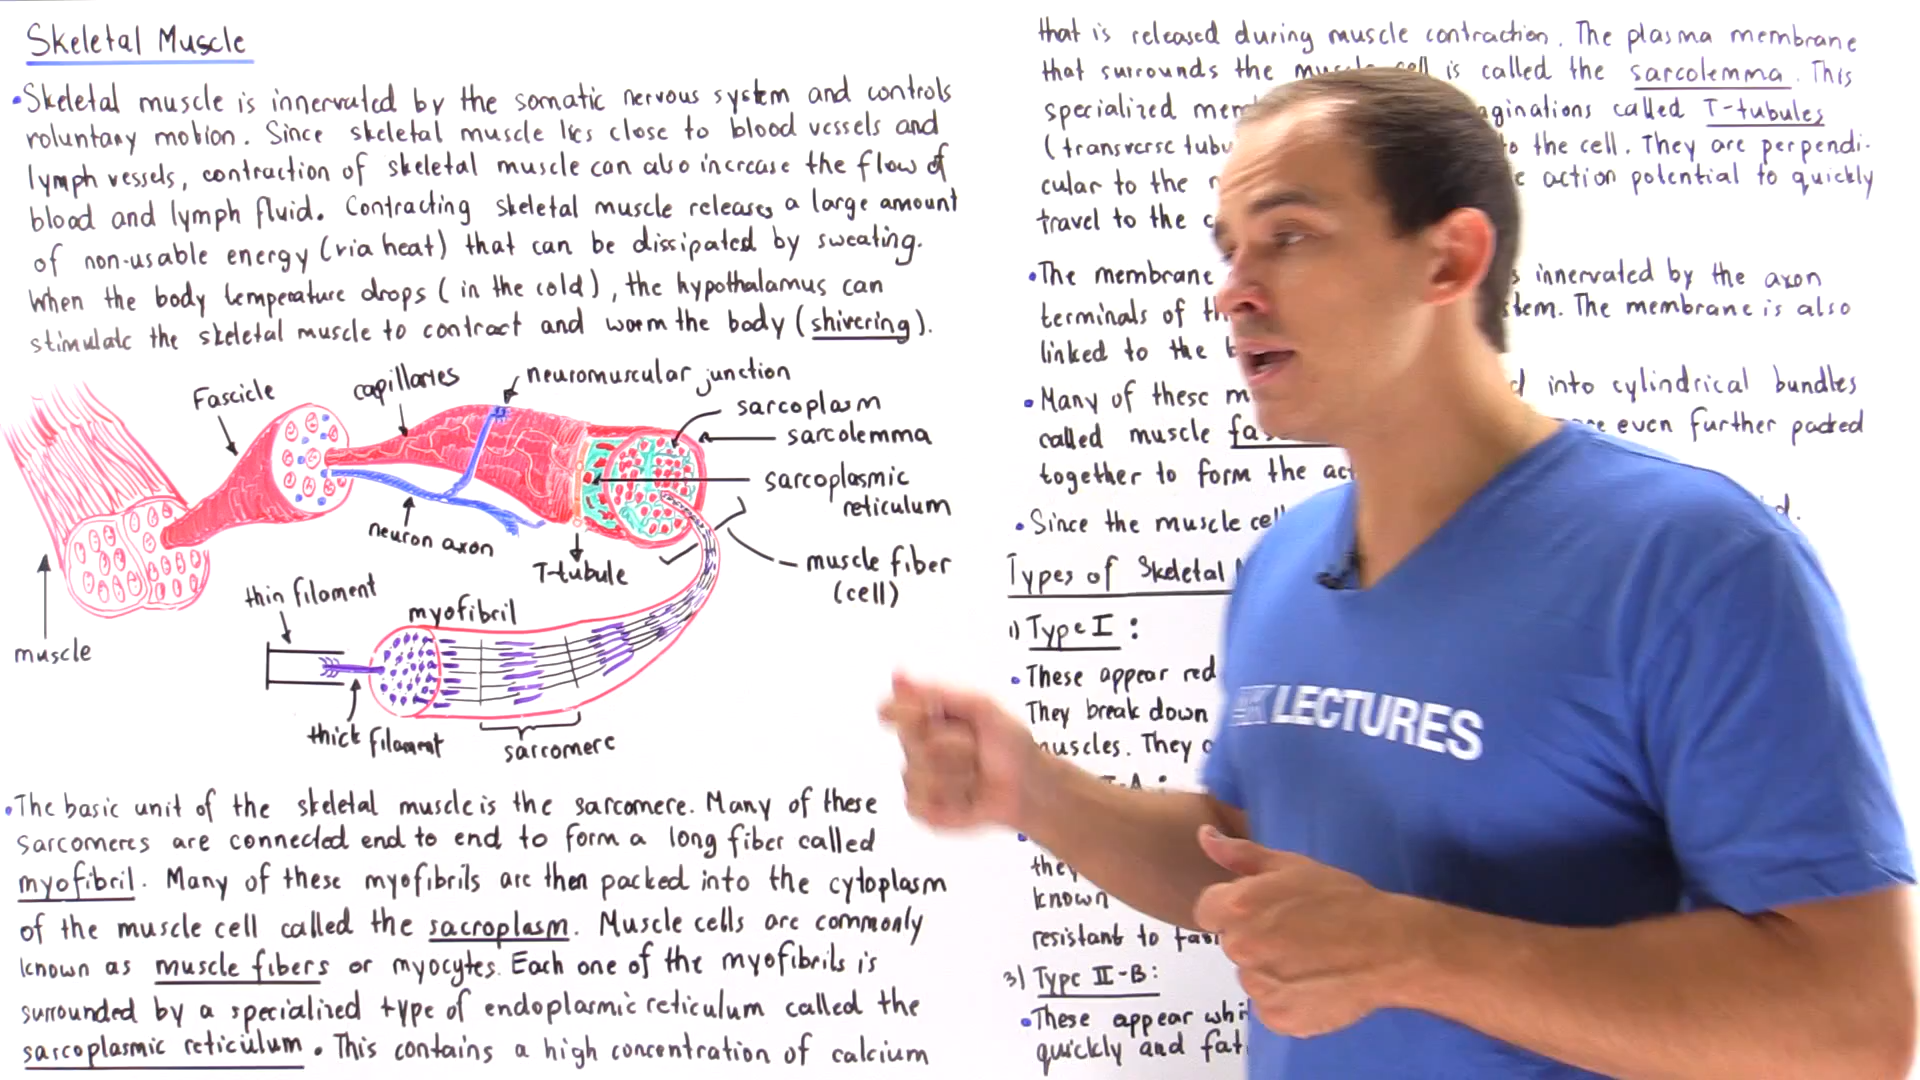 Skeletal Muscle
•Skeletal muscle is innervated by the somatic nervous system and controls
voluntary motion. Since skeletal muscle lies close to blood vessels and
lymph vessels, contraction of skeletal muscle can also increase the flow of
blood and lymph fluid. Contracting skeletal muscle releases a large amount
of non-usable energy (via heat) that can be dissipated by sweating.
When the body temperature drops (in the cold), the hypothalamus can
stimulate the skeletal muscle to contract and warm the body (shivering).
Fascicle
capillaries
neuromuscular junction
sarcoplasm
sarcolemma
sarcoplasmic
reticulum
neuron axon
T-tubule
muscle fiber
(cell)
thin filament
myofibril
muscle
thick filament
sarcomere
•The basic unit of the skeletal muscle is the sarcomere. Many of these
sarcomeres are connected end to end to form a long fiber called
myofibril. Many of these myofibrils are then packed into the cytoplasm
of the muscle cell called the sacroplasm. Muscle cells are commonly
known as muscle fibers or myocytes. Each one of the myofibrils is
surrounded by a specialized type of endoplasmic reticulum called the
sarcoplasmic reticulum. This contains a high concentration of calcium
that is released during muscle contraction. The plasma membrane
that surrounds the muscle cell is called the sarcolemma. This
specialized called T-tubules
(transverse the cell. They are perpendi-
cular to the action potential to quickly
travel to the
•The membrane innervated by the axon
terminals of The membrane is also
linked to the
•Many of these into cylindrical bundles
called muscle even further packed
together to form the
•Since the muscle
Types of Skeletal
1) Type I:
•These appear red
They break down
muscles. They
they
known
resistant to
3) Type II-B:
•These appear
quickly and
AK LECTURES